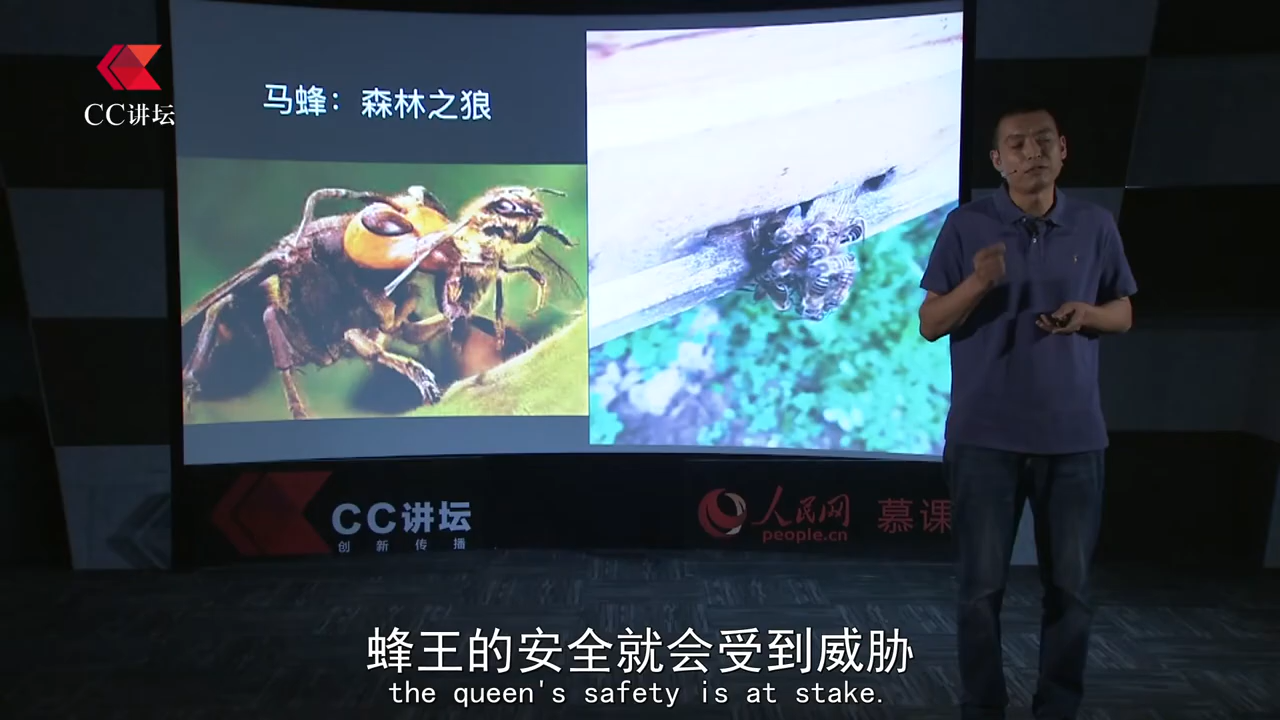 CC讲坛
马蜂：森林之狼
CC讲坛
创新传播
人民网
people.cn
慕课
蜂王的安全就会受到威胁
the queen's safety is at stake.